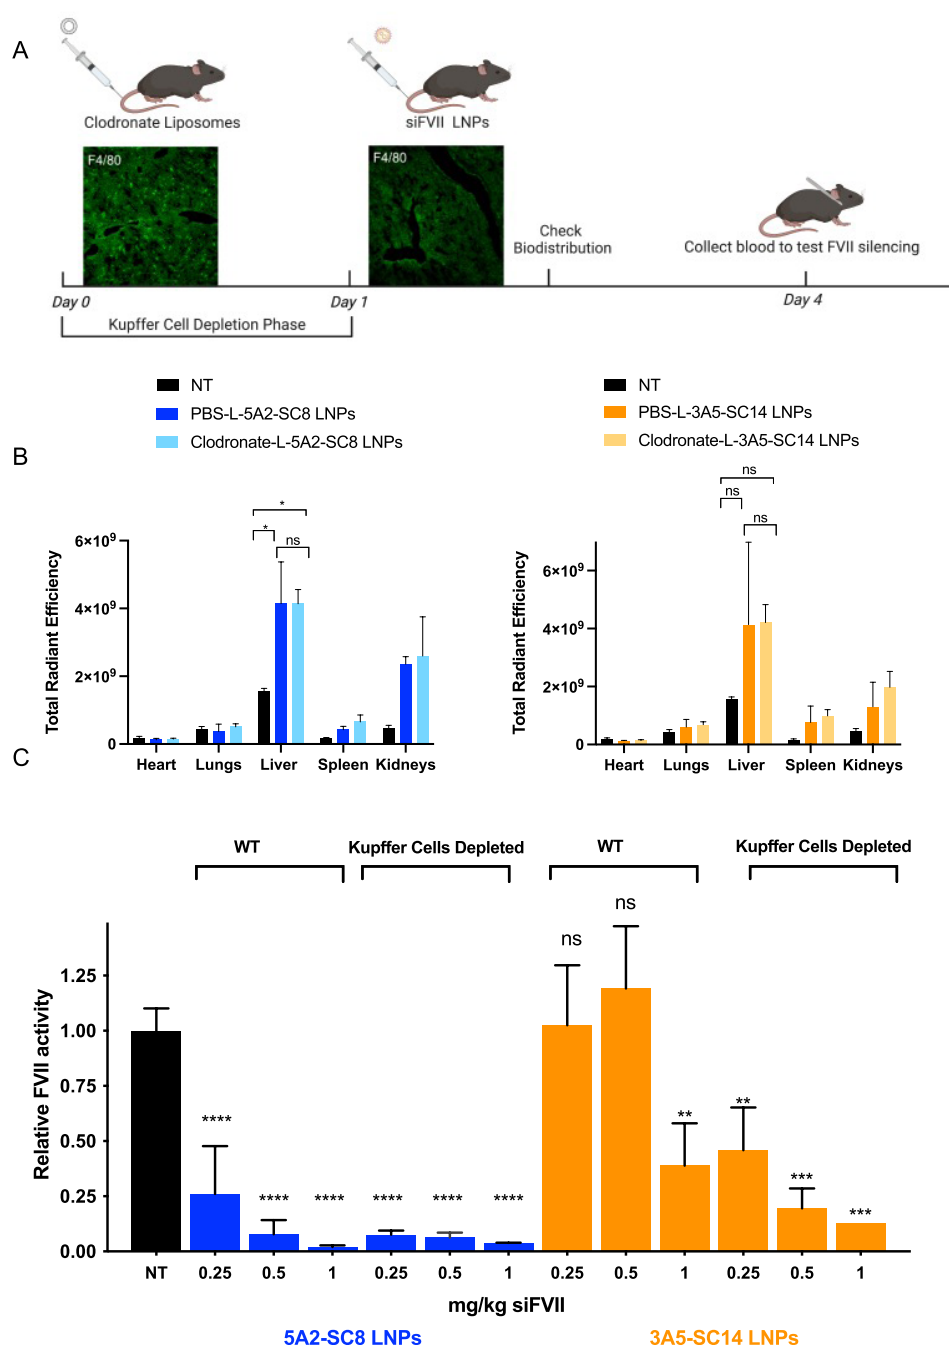 A
Clodronate Liposomes
siFVII LNPs
F4/80
F4/80
Check
Biodistribution
Collect blood to test FVII silencing
Day 0
Day 1
Day 4
Kupffer Cell Depletion Phase
NT
PBS-L-5A2-SC8 LNPs
Clodronate-L-5A2-SC8 LNPs
NT
PBS-L-3A5-SC14 LNPs
Clodronate-L-3A5-SC14 LNPs
B
Total Radiant Efficiency
6×10⁹
4×10⁹
2×10⁹
0
*
*
ns
Heart Lungs Liver Spleen Kidneys
Total Radiant Efficiency
6×10⁹
4×10⁹
2×10⁹
0
ns
ns
ns
Heart Lungs Liver Spleen Kidneys
C
WT
Kupffer Cells Depleted
WT
Kupffer Cells Depleted
Relative FVII activity
1.25
1.00
0.75
0.50
0.25
0.00
**** **** **** **** **** **** ns ns ** ** *** ***
NT 0.25 0.5 1 0.25 0.5 1 0.25 0.5 1 0.25 0.5 1
mg/kg siFVII
5A2-SC8 LNPs
3A5-SC14 LNPs